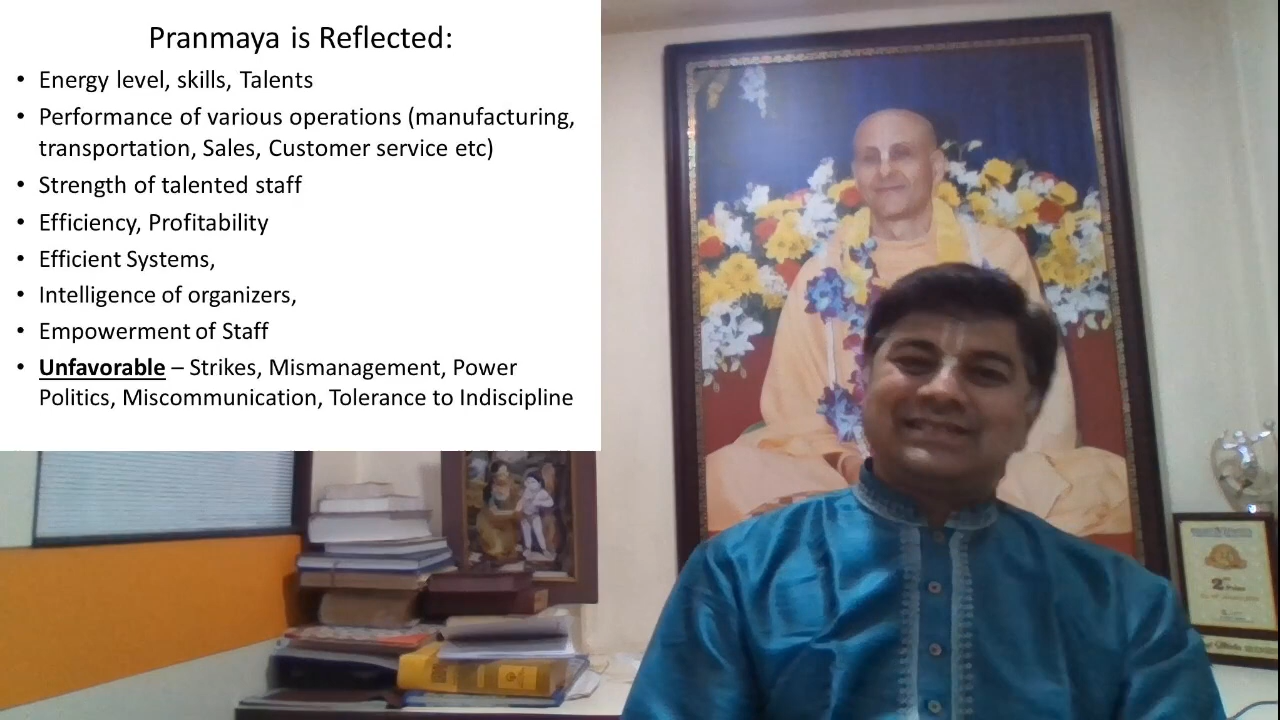 Pranmaya is Reflected:
• Energy level, skills, Talents
• Performance of various operations (manufacturing,
transportation, Sales, Customer service etc)
• Strength of talented staff
• Efficiency, Profitability
• Efficient Systems,
• Intelligence of organizers,
• Empowerment of Staff
• Unfavorable – Strikes, Mismanagement, Power
Politics, Miscommunication, Tolerance to Indiscipline
2